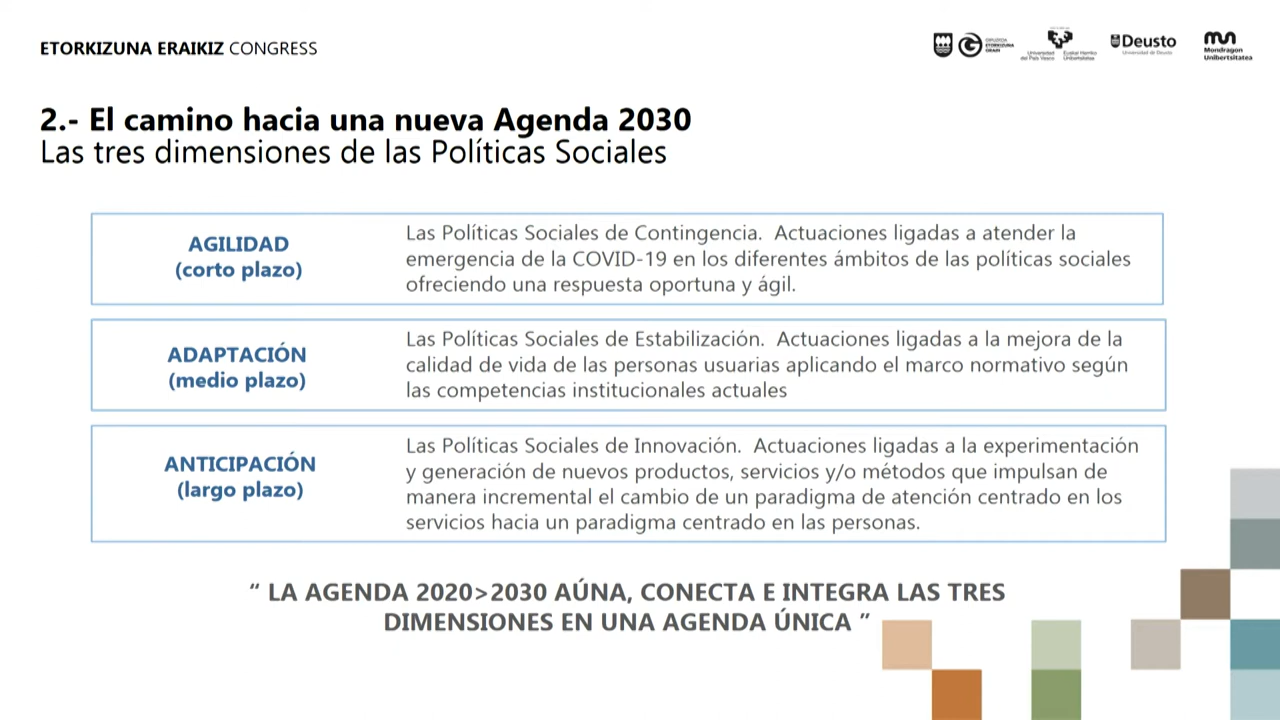 ETORKIZUNA ERAIKIZ CONGRESS
Deusto
Universidad de Deusto
Mondragon
Unibertsitatea
2.- El camino hacia una nueva Agenda 2030
Las tres dimensiones de las Políticas Sociales
AGILIDAD
(corto plazo)
Las Políticas Sociales de Contingencia. Actuaciones ligadas a atender la
emergencia de la COVID-19 en los diferentes ámbitos de las políticas sociales
ofreciendo una respuesta oportuna y ágil.
ADAPTACIÓN
(medio plazo)
Las Políticas Sociales de Estabilización. Actuaciones ligadas a la mejora de la
calidad de vida de las personas usuarias aplicando el marco normativo según
las competencias institucionales actuales
ANTICIPACIÓN
(largo plazo)
Las Políticas Sociales de Innovación. Actuaciones ligadas a la experimentación
y generación de nuevos productos, servicios y/o métodos que impulsan de
manera incremental el cambio de un paradigma de atención centrado en los
servicios hacia un paradigma centrado en las personas.
“ LA AGENDA 2020>2030 AÚNA, CONECTA E INTEGRA LAS TRES
DIMENSIONES EN UNA AGENDA ÚNICA ”